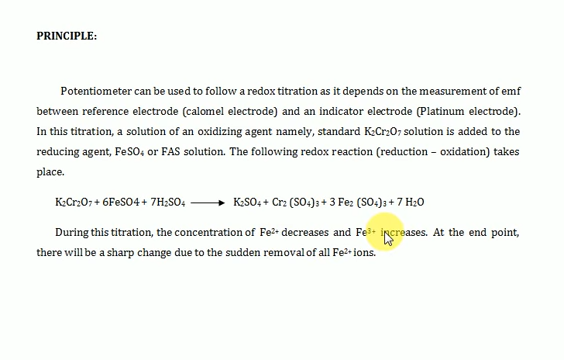 PRINCIPLE:
Potentiometer can be used to follow a redox titration as it depends on the measurement of emf
between reference electrode (calomel electrode) and an indicator electrode (Platinum electrode).
In this titration, a solution of an oxidizing agent namely, standard K₂Cr₂O₇ solution is added to the
reducing agent, FeSO₄ or FAS solution. The following redox reaction (reduction – oxidation) takes
place.
K₂Cr₂O₇ + 6FeSO4 + 7H₂SO₄ ⟶ K₂SO₄ + Cr₂ (SO₄)₃ + 3 Fe₂ (SO₄)₃ + 7 H₂O
During this titration, the concentration of Fe²⁺ decreases and Fe³⁺ increases. At the end point,
there will be a sharp change due to the sudden removal of all Fe²⁺ ions.